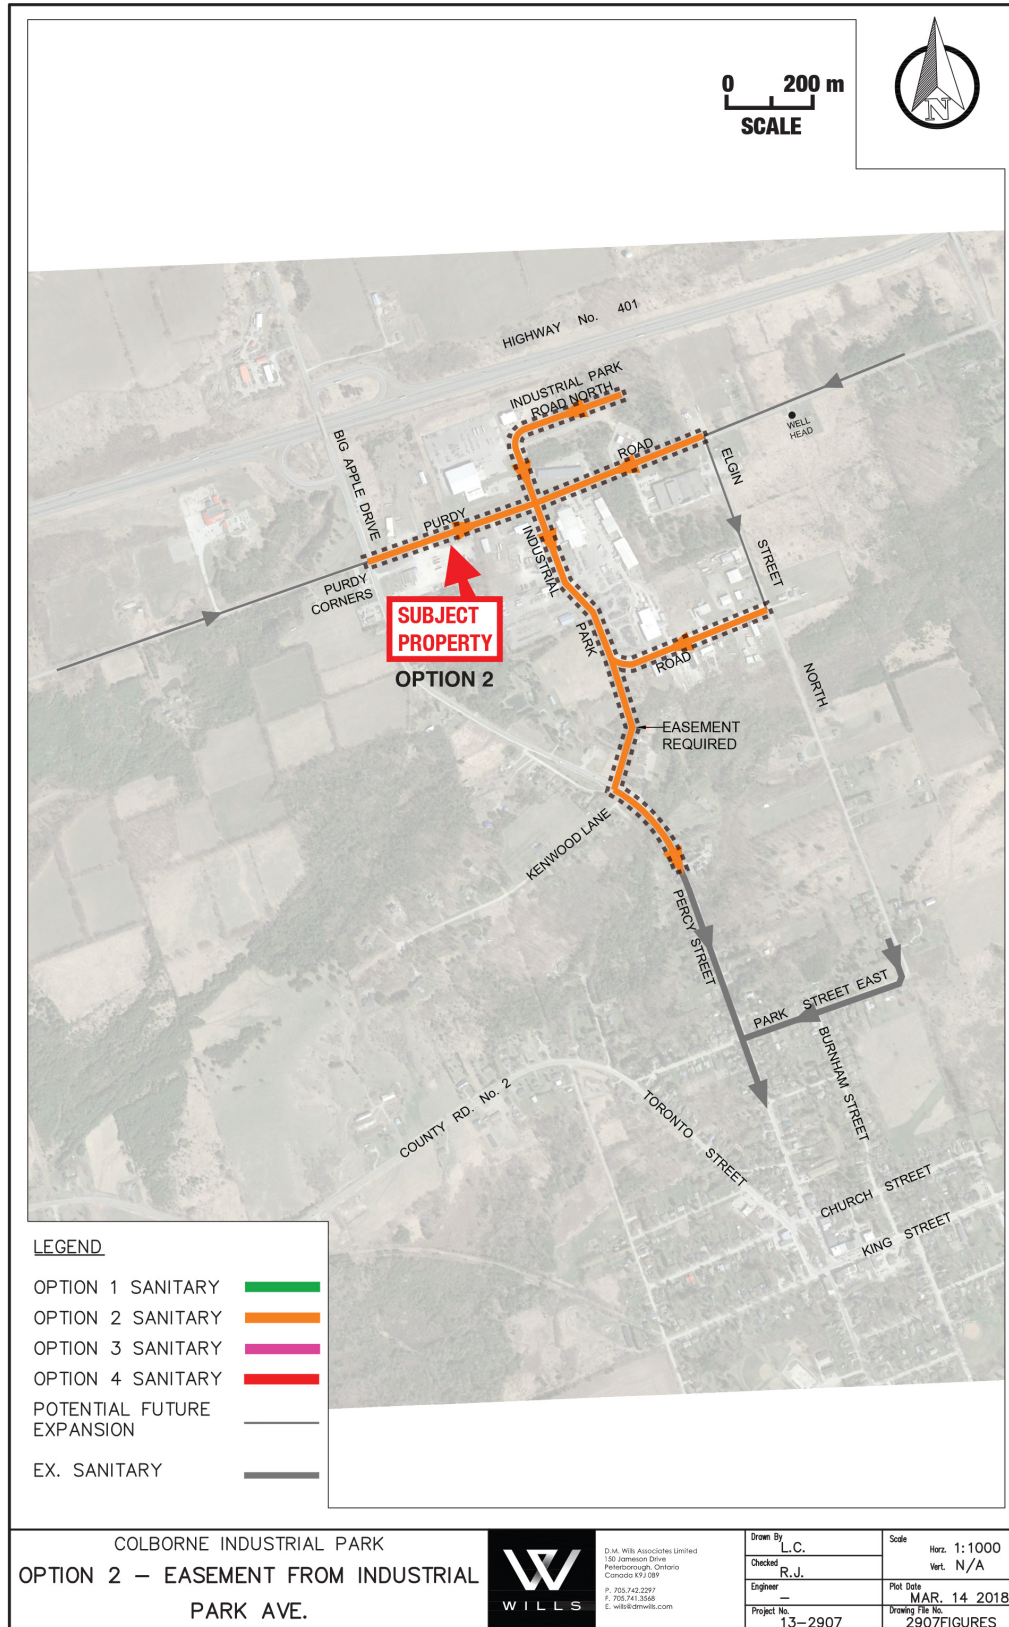 0 200 m
SCALE
N
HIGHWAY No. 401
INDUSTRIAL PARK
ROAD NORTH
WELL
HEAD
BIG APPLE DRIVE
ROAD
ELGIN
PURDY
INDUSTRIAL
STREET
PURDY
CORNERS
SUBJECT
PROPERTY
PARK
ROAD
OPTION 2
NORTH
EASEMENT
REQUIRED
KENWOOD LANE
PERCY STREET
PARK STREET EAST
BURNHAM STREET
COUNTY RD. No. 2
TORONTO STREET
CHURCH STREET
KING STREET
LEGEND
OPTION 1 SANITARY
OPTION 2 SANITARY
OPTION 3 SANITARY
OPTION 4 SANITARY
POTENTIAL FUTURE
EXPANSION
EX. SANITARY
COLBORNE INDUSTRIAL PARK
OPTION 2 – EASEMENT FROM INDUSTRIAL
PARK AVE.
WILLS
D.M. Wills Associates Limited
150 Jameson Drive
Peterborough, Ontario
Canada K9J 0B9
P. 705.742.2297
F. 705.741.3568
E. wills@dmwills.com
Drawn By L.C.
Checked R.J.
Engineer –
Project No. 13–2907
Scale Horz. 1:1000
Vert. N/A
Plot Date MAR. 14 2018
Drawing File No. 2907FIGURES